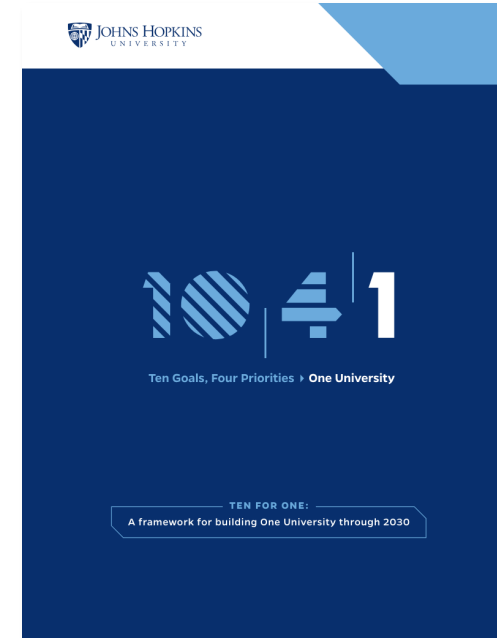 JOHNS HOPKINS
UNIVERSITY
10 4 1
Ten Goals, Four Priorities ▸ One University
TEN FOR ONE:
A framework for building One University through 2030